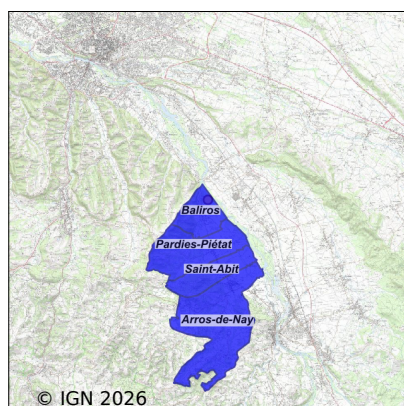 Baliros
Pardies-Piétat
Saint-Abit
Arros-de-Nay
© IGN 2026